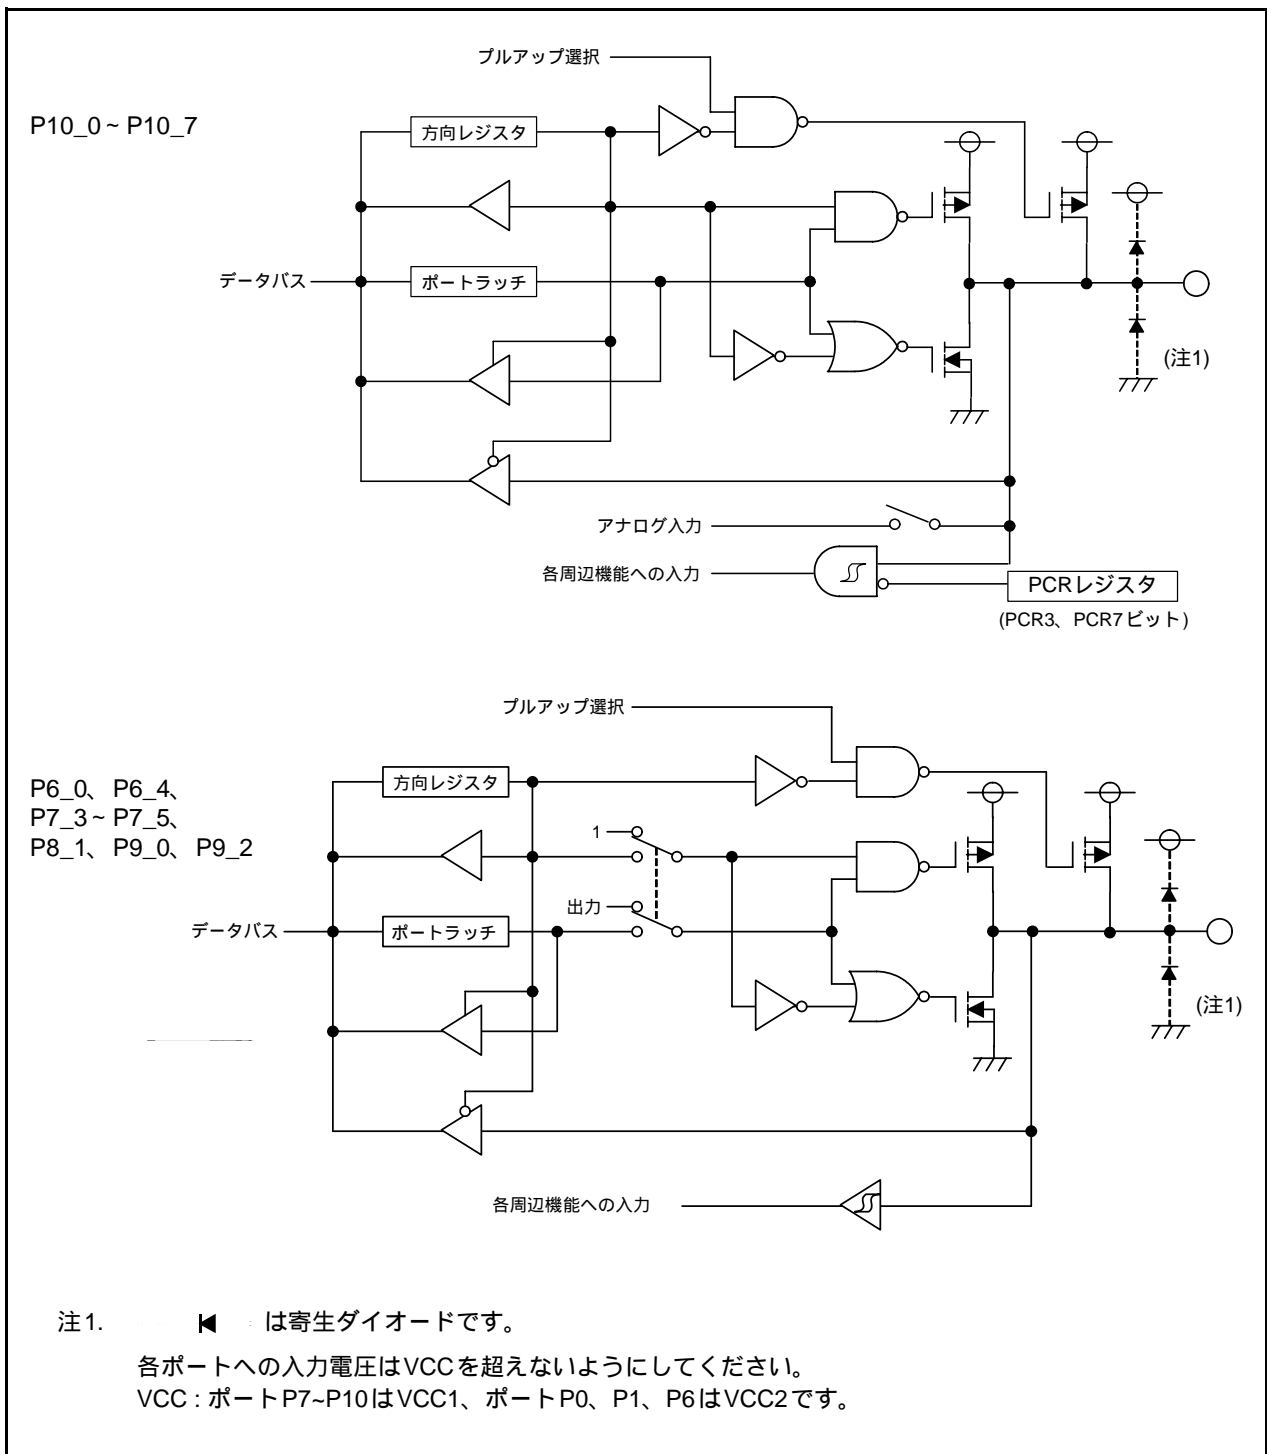 プルアップ選択
P10_0~P10_7
方向レジスタ
データバス
ポートラッチ
(注1)
アナログ入力
各周辺機能への入力
PCRレジスタ
(PCR3、PCR7ビット)
プルアップ選択
P6_0、P6_4、
P7_3~P7_5、
P8_1、P9_0、P9_2
方向レジスタ
1
出力
データバス
ポートラッチ
(注1)
各周辺機能への入力
注1. は寄生ダイオードです。
各ポートへの入力電圧はVCCを超えないようにしてください。
VCC : ポートP7~P10はVCC1、ポートP0、P1、P6はVCC2です。